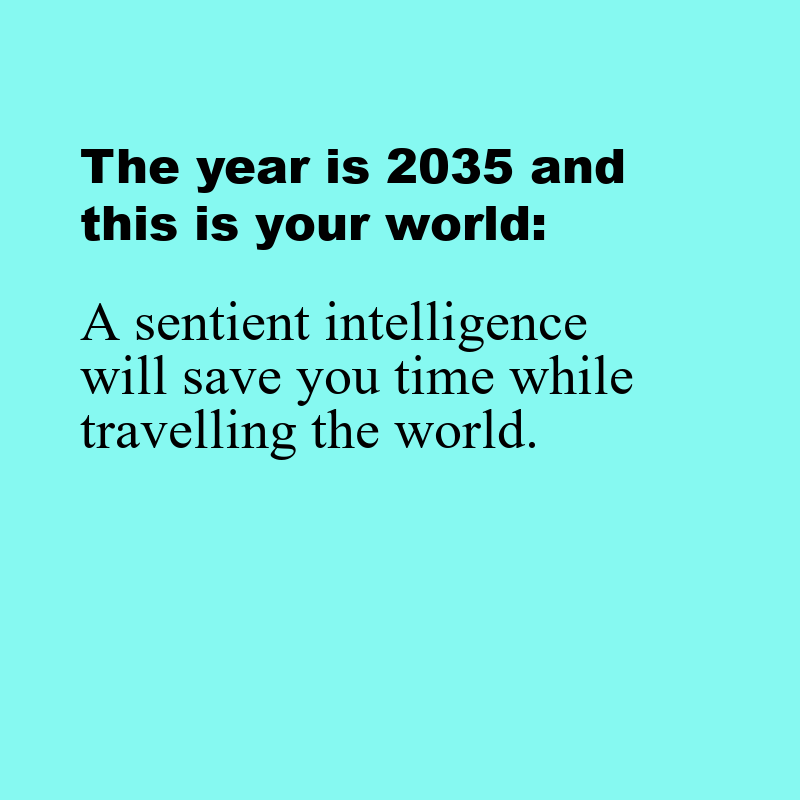 The year is 2035 and
this is your world:
A sentient intelligence
will save you time while
travelling the world.